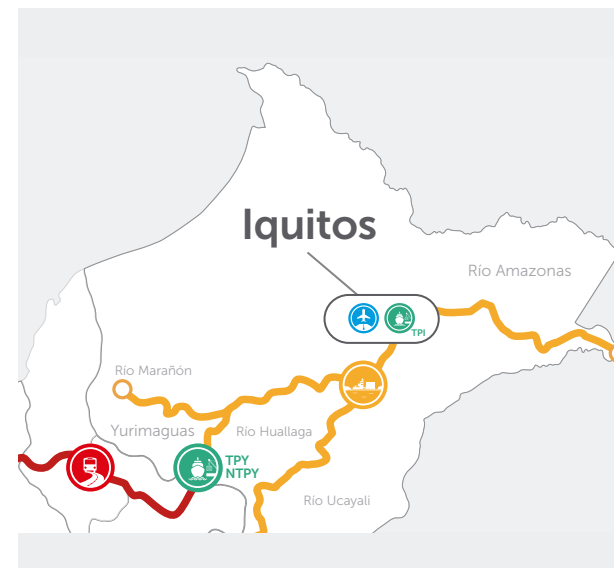 Iquitos
Río Amazonas
TPI
Río Marañón
Yurimaguas
Río Huallaga
TPY
NTPY
Río Ucayali